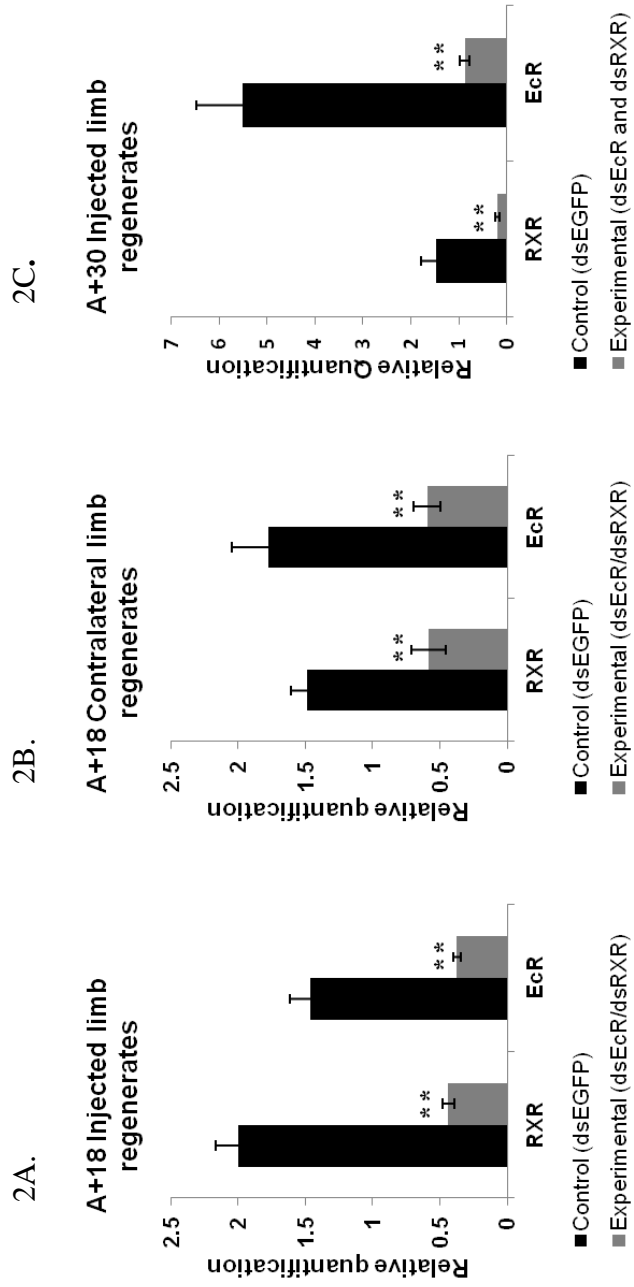 2A.
A+18 Injected limb
regenerates
Relative quantification
2.5
2
1.5
1
0.5
0
**
**
RXR
EcR
■ Control (dsEGFP)
■ Experimental (dsEcR/dsRXR)
2B.
A+18 Contralateral limb
regenerates
Relative quantification
2.5
2
1.5
1
0.5
0
**
**
RXR
EcR
■ Control (dsEGFP)
■ Experimental (dsEcR/dsRXR)
2C.
A+30 Injected limb
regenerates
Relative Quantification
7
6
5
4
3
2
1
0
**
**
RXR
EcR
■ Control (dsEGFP)
■ Experimental (dsEcR and dsRXR)